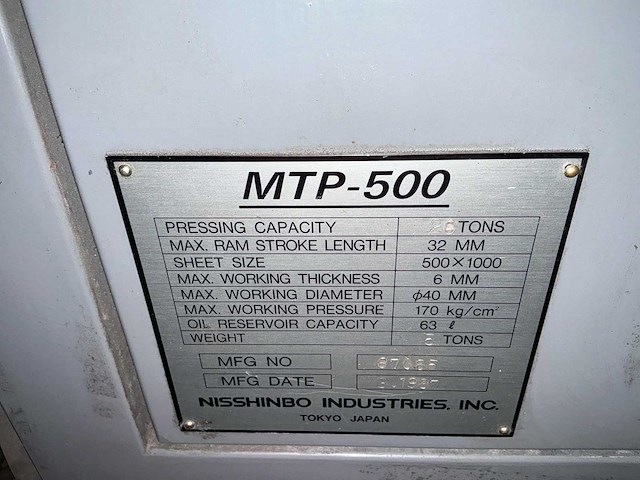 MTP-500
PRESSING CAPACITY TONS
MAX. RAM STROKE LENGTH 32 MM
SHEET SIZE 500×1000
MAX. WORKING THICKNESS 6 MM
MAX. WORKING DIAMETER φ40 MM
MAX. WORKING PRESSURE 170 kg/cm²
OIL RESERVOIR CAPACITY 63 ℓ
WEIGHT TONS
MFG NO
MFG DATE
NISSHINBO INDUSTRIES, INC.
TOKYO JAPAN